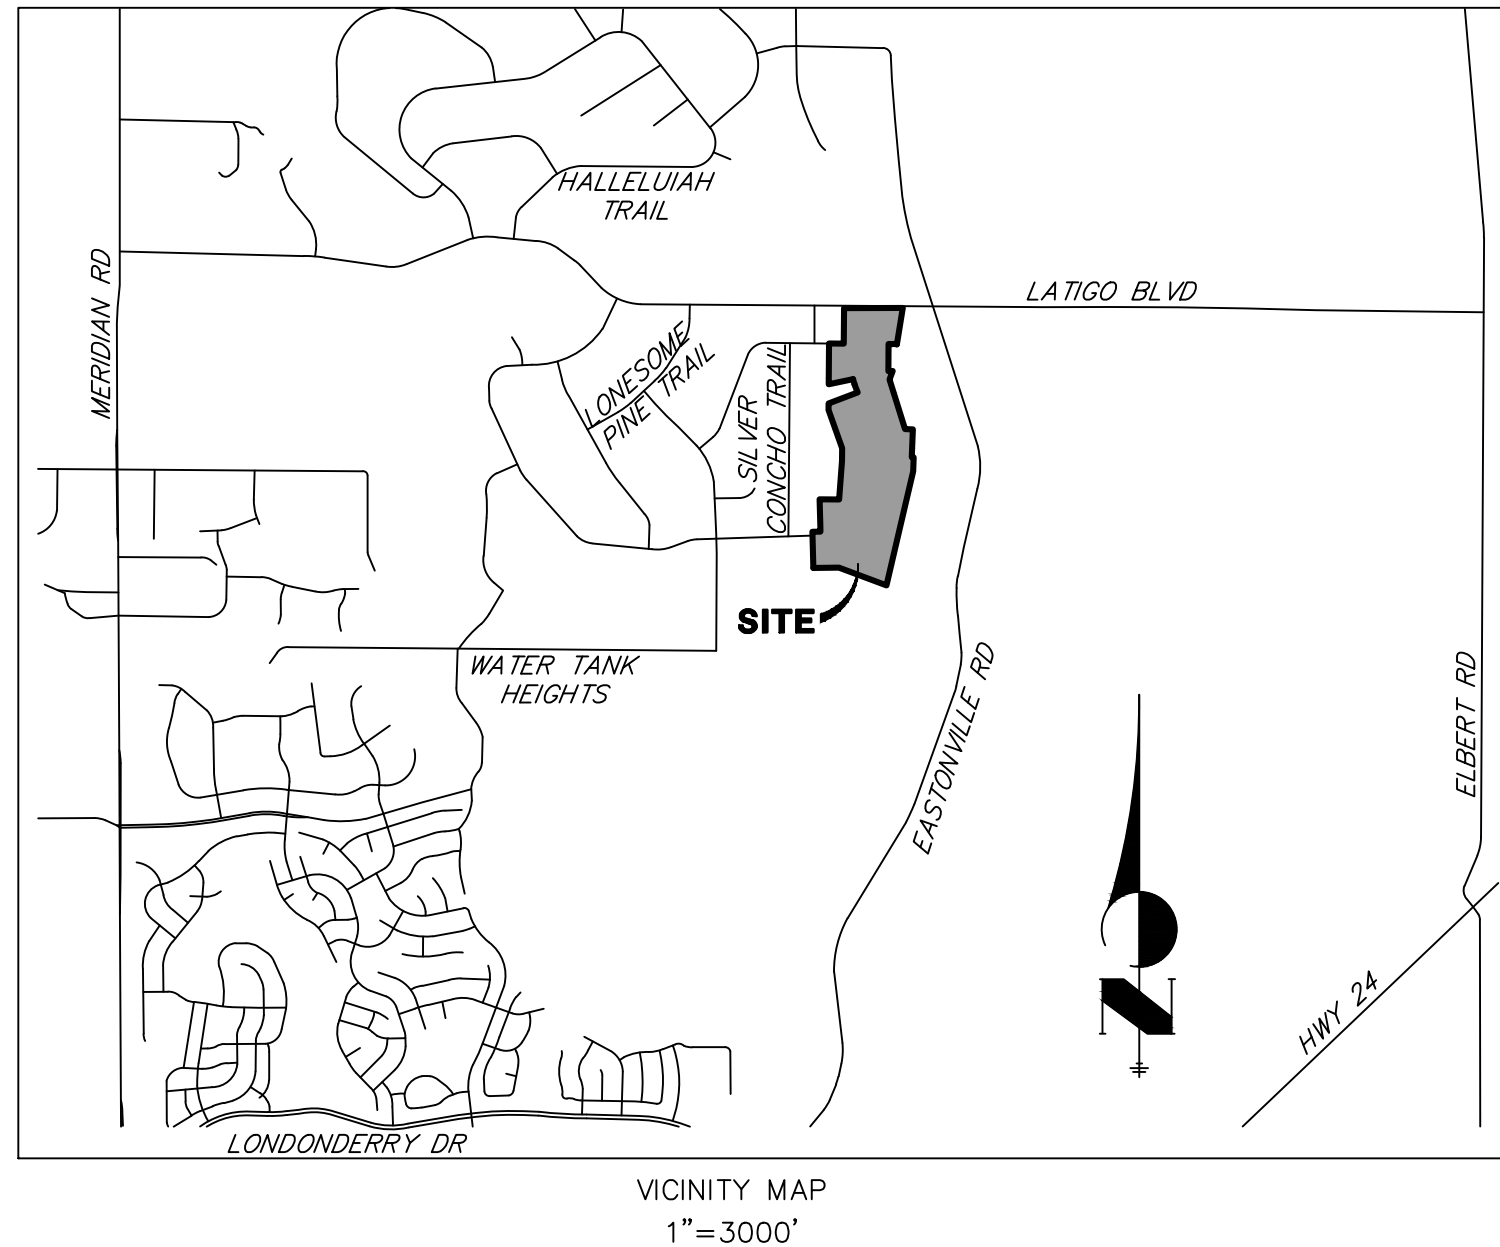 HALLELUIAH
TRAIL
MERIDIAN RD
LATIGO BLVD
LONESOME
PINE TRAIL
SILVER
CONCHO TRAIL
SITE
WATER TANK
HEIGHTS
EASTONVILLE RD
ELBERT RD
N
HWY 24
LONDONDERRY DR
VICINITY MAP
1"=3000'